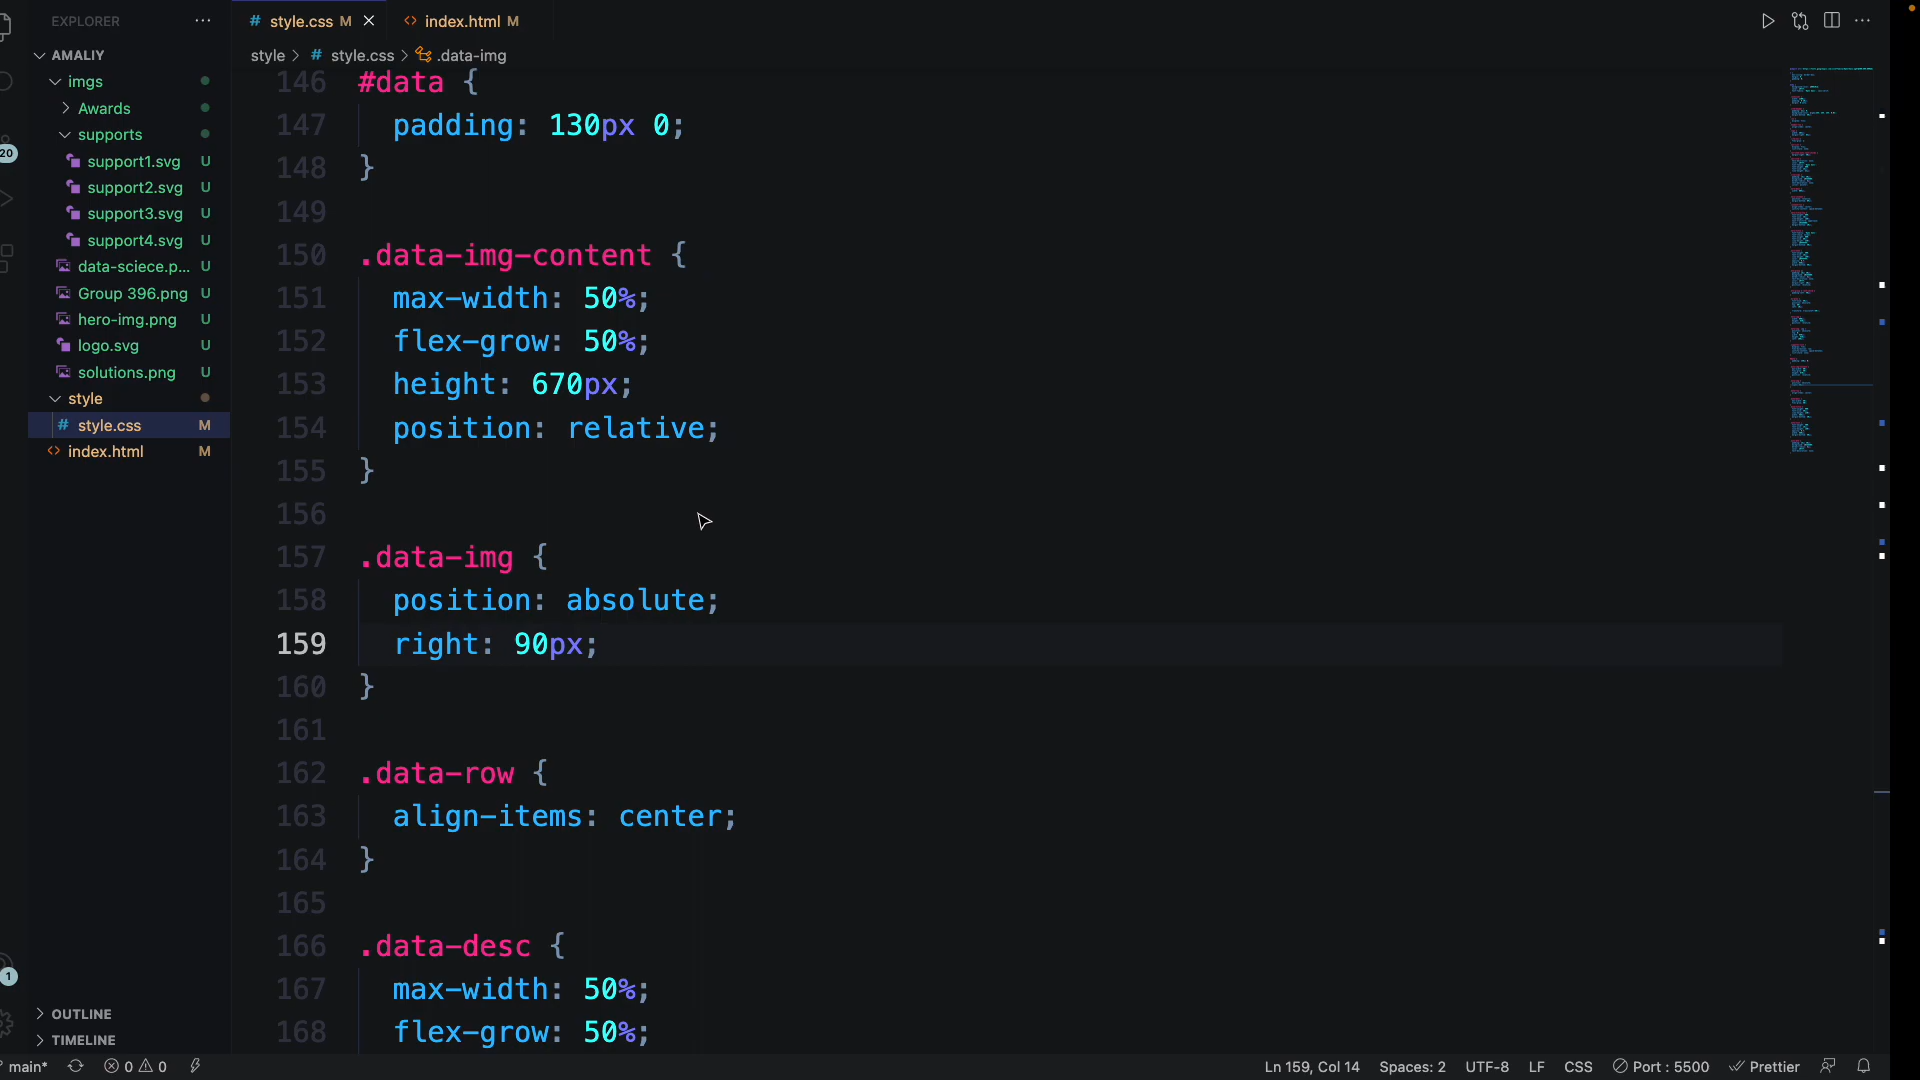 EXPLORER
AMALIY
imgs
Awards
supports
support1.svg U
support2.svg U
support3.svg U
support4.svg U
data-sciece.p... U
Group 396.png U
hero-img.png U
logo.svg U
solutions.png U
style
# style.css M
<> index.html M
OUTLINE
TIMELINE
20
1
# style.css M
<> index.html M
style > # style.css > .data-img
146 #data {
147 padding: 130px 0;
148 }
149
150 .data-img-content {
151 max-width: 50%;
152 flex-grow: 50%;
153 height: 670px;
154 position: relative;
155 }
156
157 .data-img {
158 position: absolute;
159 right: 90px;
160 }
161
162 .data-row {
163 align-items: center;
164 }
165
166 .data-desc {
167 max-width: 50%;
168 flex-grow: 50%;
main* 0 0 Ln 159, Col 14 Spaces: 2 UTF-8 LF CSS Port : 5500 Prettier